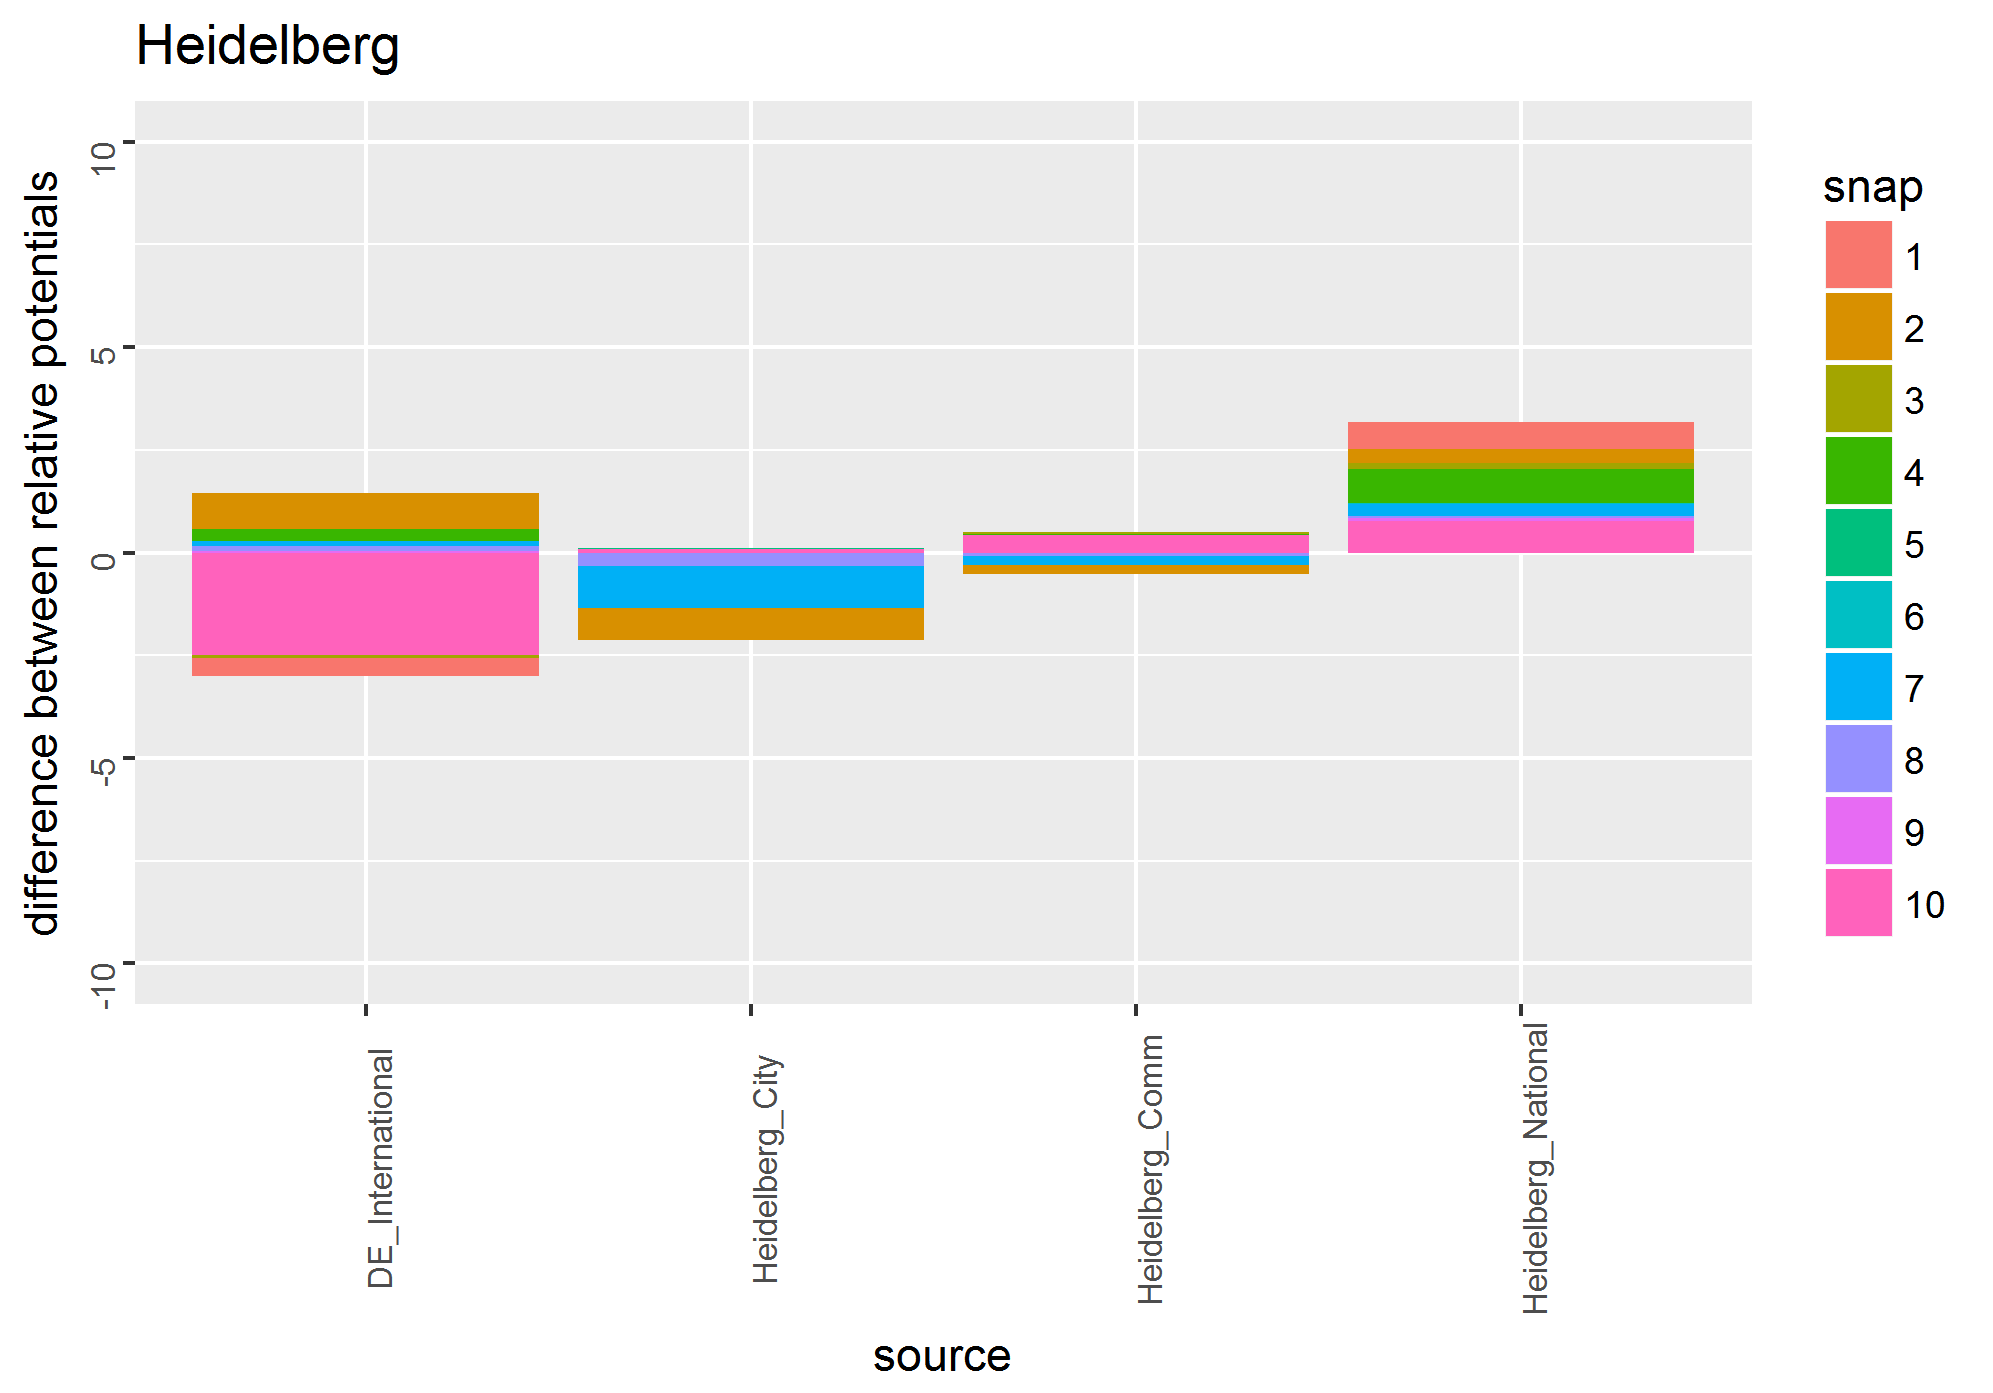 Heidelberg
difference between relative potentials
10
5
0
-5
-10
DE_International
Heidelberg_City
Heidelberg_Comm
Heidelberg_National
source
snap
1
2
3
4
5
6
7
8
9
10